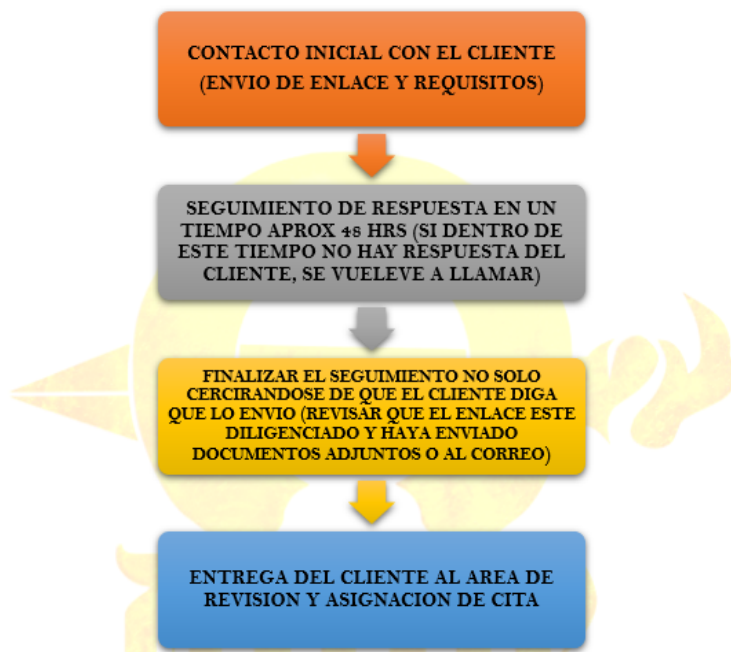 CONTACTO INICIAL CON EL CLIENTE
(ENVIO DE ENLACE Y REQUISITOS)
SEGUIMIENTO DE RESPUESTA EN UN
TIEMPO APROX 48 HRS (SI DENTRO DE
ESTE TIEMPO NO HAY RESPUESTA DEL
CLIENTE, SE VUELEVE A LLAMAR)
FINALIZAR EL SEGUIMIENTO NO SOLO
CERCIRANDOSE DE QUE EL CLIENTE DIGA
QUE LO ENVIO (REVISAR QUE EL ENLACE ESTE
DILIGENCIADO Y HAYA ENVIADO
DOCUMENTOS ADJUNTOS O AL CORREO)
ENTREGA DEL CLIENTE AL AREA DE
REVISION Y ASIGNACION DE CITA